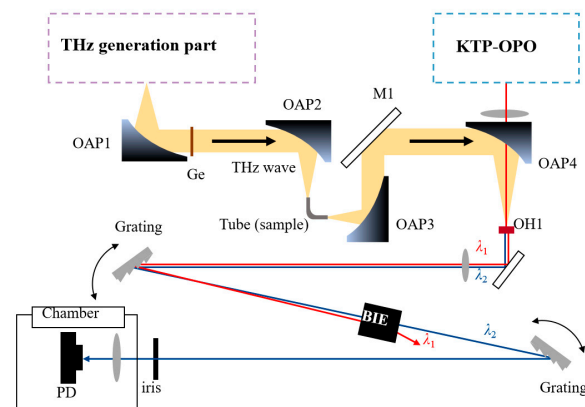 THz generation part
KTP-OPO
M1
OAP2
OAP1
OAP4
Ge
THz wave
Tube (sample)
OAP3
OH1
Grating
λ1
λ2
Chamber
BIE
λ2
λ1
PD
iris
Grating